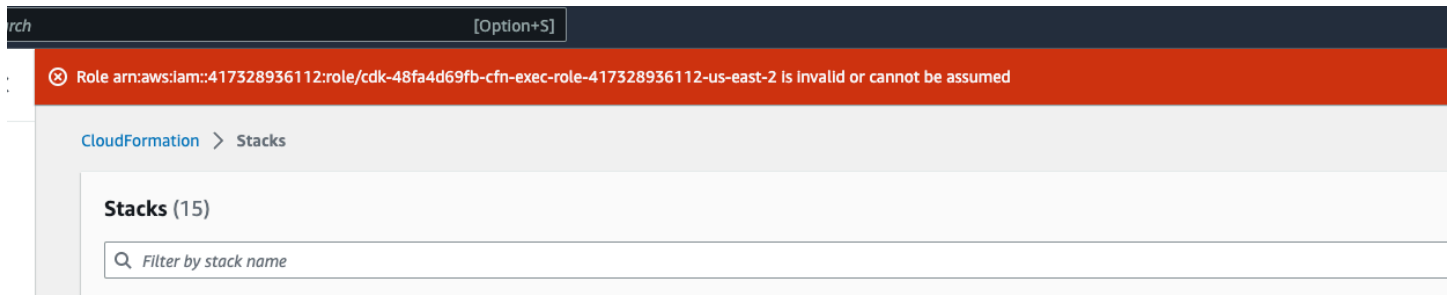 [Option+S]
Role arn:aws:iam::417328936112:role/cdk-48fa4d69fb-cfn-exec-role-417328936112-us-east-2 is invalid or cannot be assumed
CloudFormation > Stacks
Stacks (15)
Filter by stack name